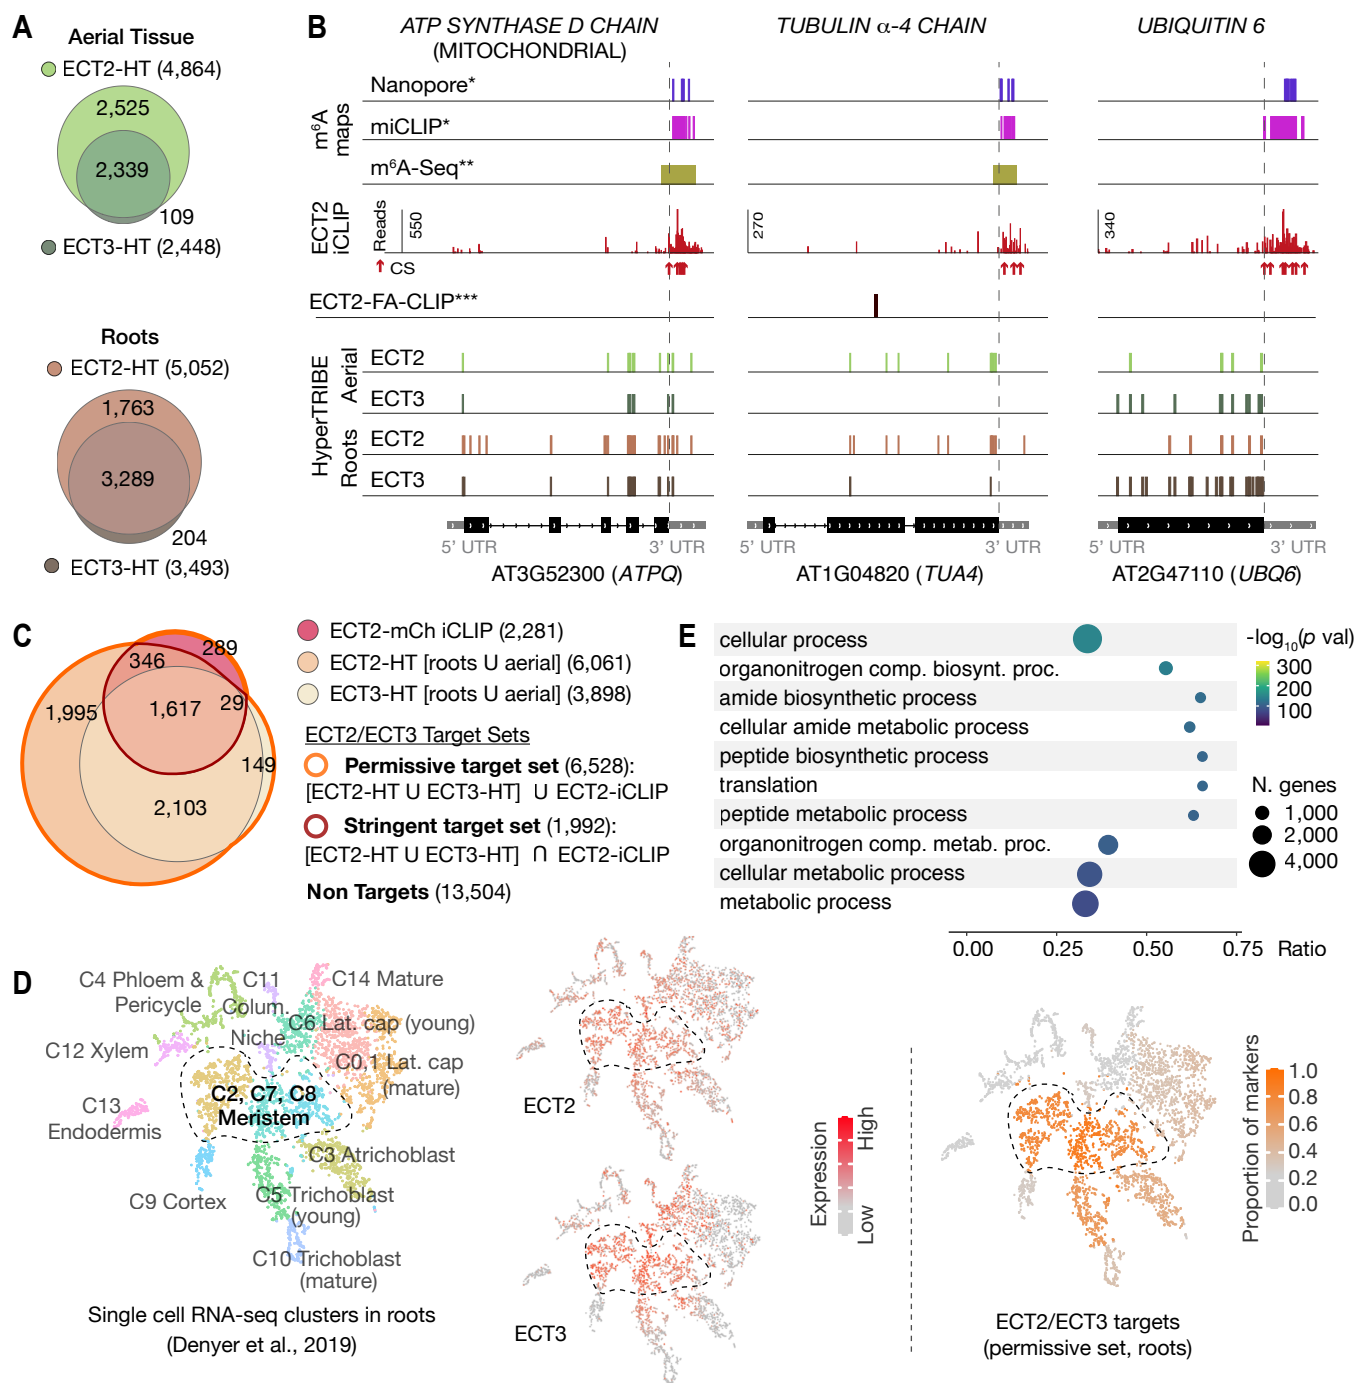 A
Aerial Tissue
ECT2-HT (4,864)
2,525
2,339
109
ECT3-HT (2,448)
Roots
ECT2-HT (5,052)
1,763
3,289
204
ECT3-HT (3,493)
B
ATP SYNTHASE D CHAIN
(MITOCHONDRIAL)
TUBULIN α-4 CHAIN
UBIQUITIN 6
m⁶A maps
Nanopore*
miCLIP*
m⁶A-Seq**
ECT2 iCLIP
Reads
550
270
340
CS
ECT2-FA-CLIP***
HyperTRIBE
Aerial
ECT2
ECT3
Roots
ECT2
ECT3
5' UTR
3' UTR
5' UTR
3' UTR
5' UTR
3' UTR
AT3G52300 (ATPQ)
AT1G04820 (TUA4)
AT2G47110 (UBQ6)
C
289
346
29
1,995
1,617
149
2,103
ECT2-mCh iCLIP (2,281)
ECT2-HT [roots U aerial] (6,061)
ECT3-HT [roots U aerial] (3,898)
ECT2/ECT3 Target Sets
Permissive target set (6,528):
[ECT2-HT U ECT3-HT] U ECT2-iCLIP
Stringent target set (1,992):
[ECT2-HT U ECT3-HT] ∩ ECT2-iCLIP
Non Targets (13,504)
E
cellular process
organonitrogen comp. biosynt. proc.
amide biosynthetic process
cellular amide metabolic process
peptide biosynthetic process
translation
peptide metabolic process
organonitrogen comp. metab. proc.
cellular metabolic process
metabolic process
0.00
0.25
0.50
0.75
Ratio
-log₁₀(p val)
300
200
100
N. genes
1,000
2,000
4,000
D
C4 Phloem &
Pericycle
C11
Colum.
C14 Mature
C6 Lat. cap (young)
Niche
C12 Xylem
C0,1 Lat. cap
(mature)
C2, C7, C8
Meristem
C13
Endodermis
C3 Atrichoblast
C9 Cortex
C5 Trichoblast
(young)
C10 Trichoblast
(mature)
Single cell RNA-seq clusters in roots
(Denyer et al., 2019)
ECT2
ECT3
Expression
High
Low
Proportion of markers
1.0
0.8
0.6
0.4
0.2
0.0
ECT2/ECT3 targets
(permissive set, roots)